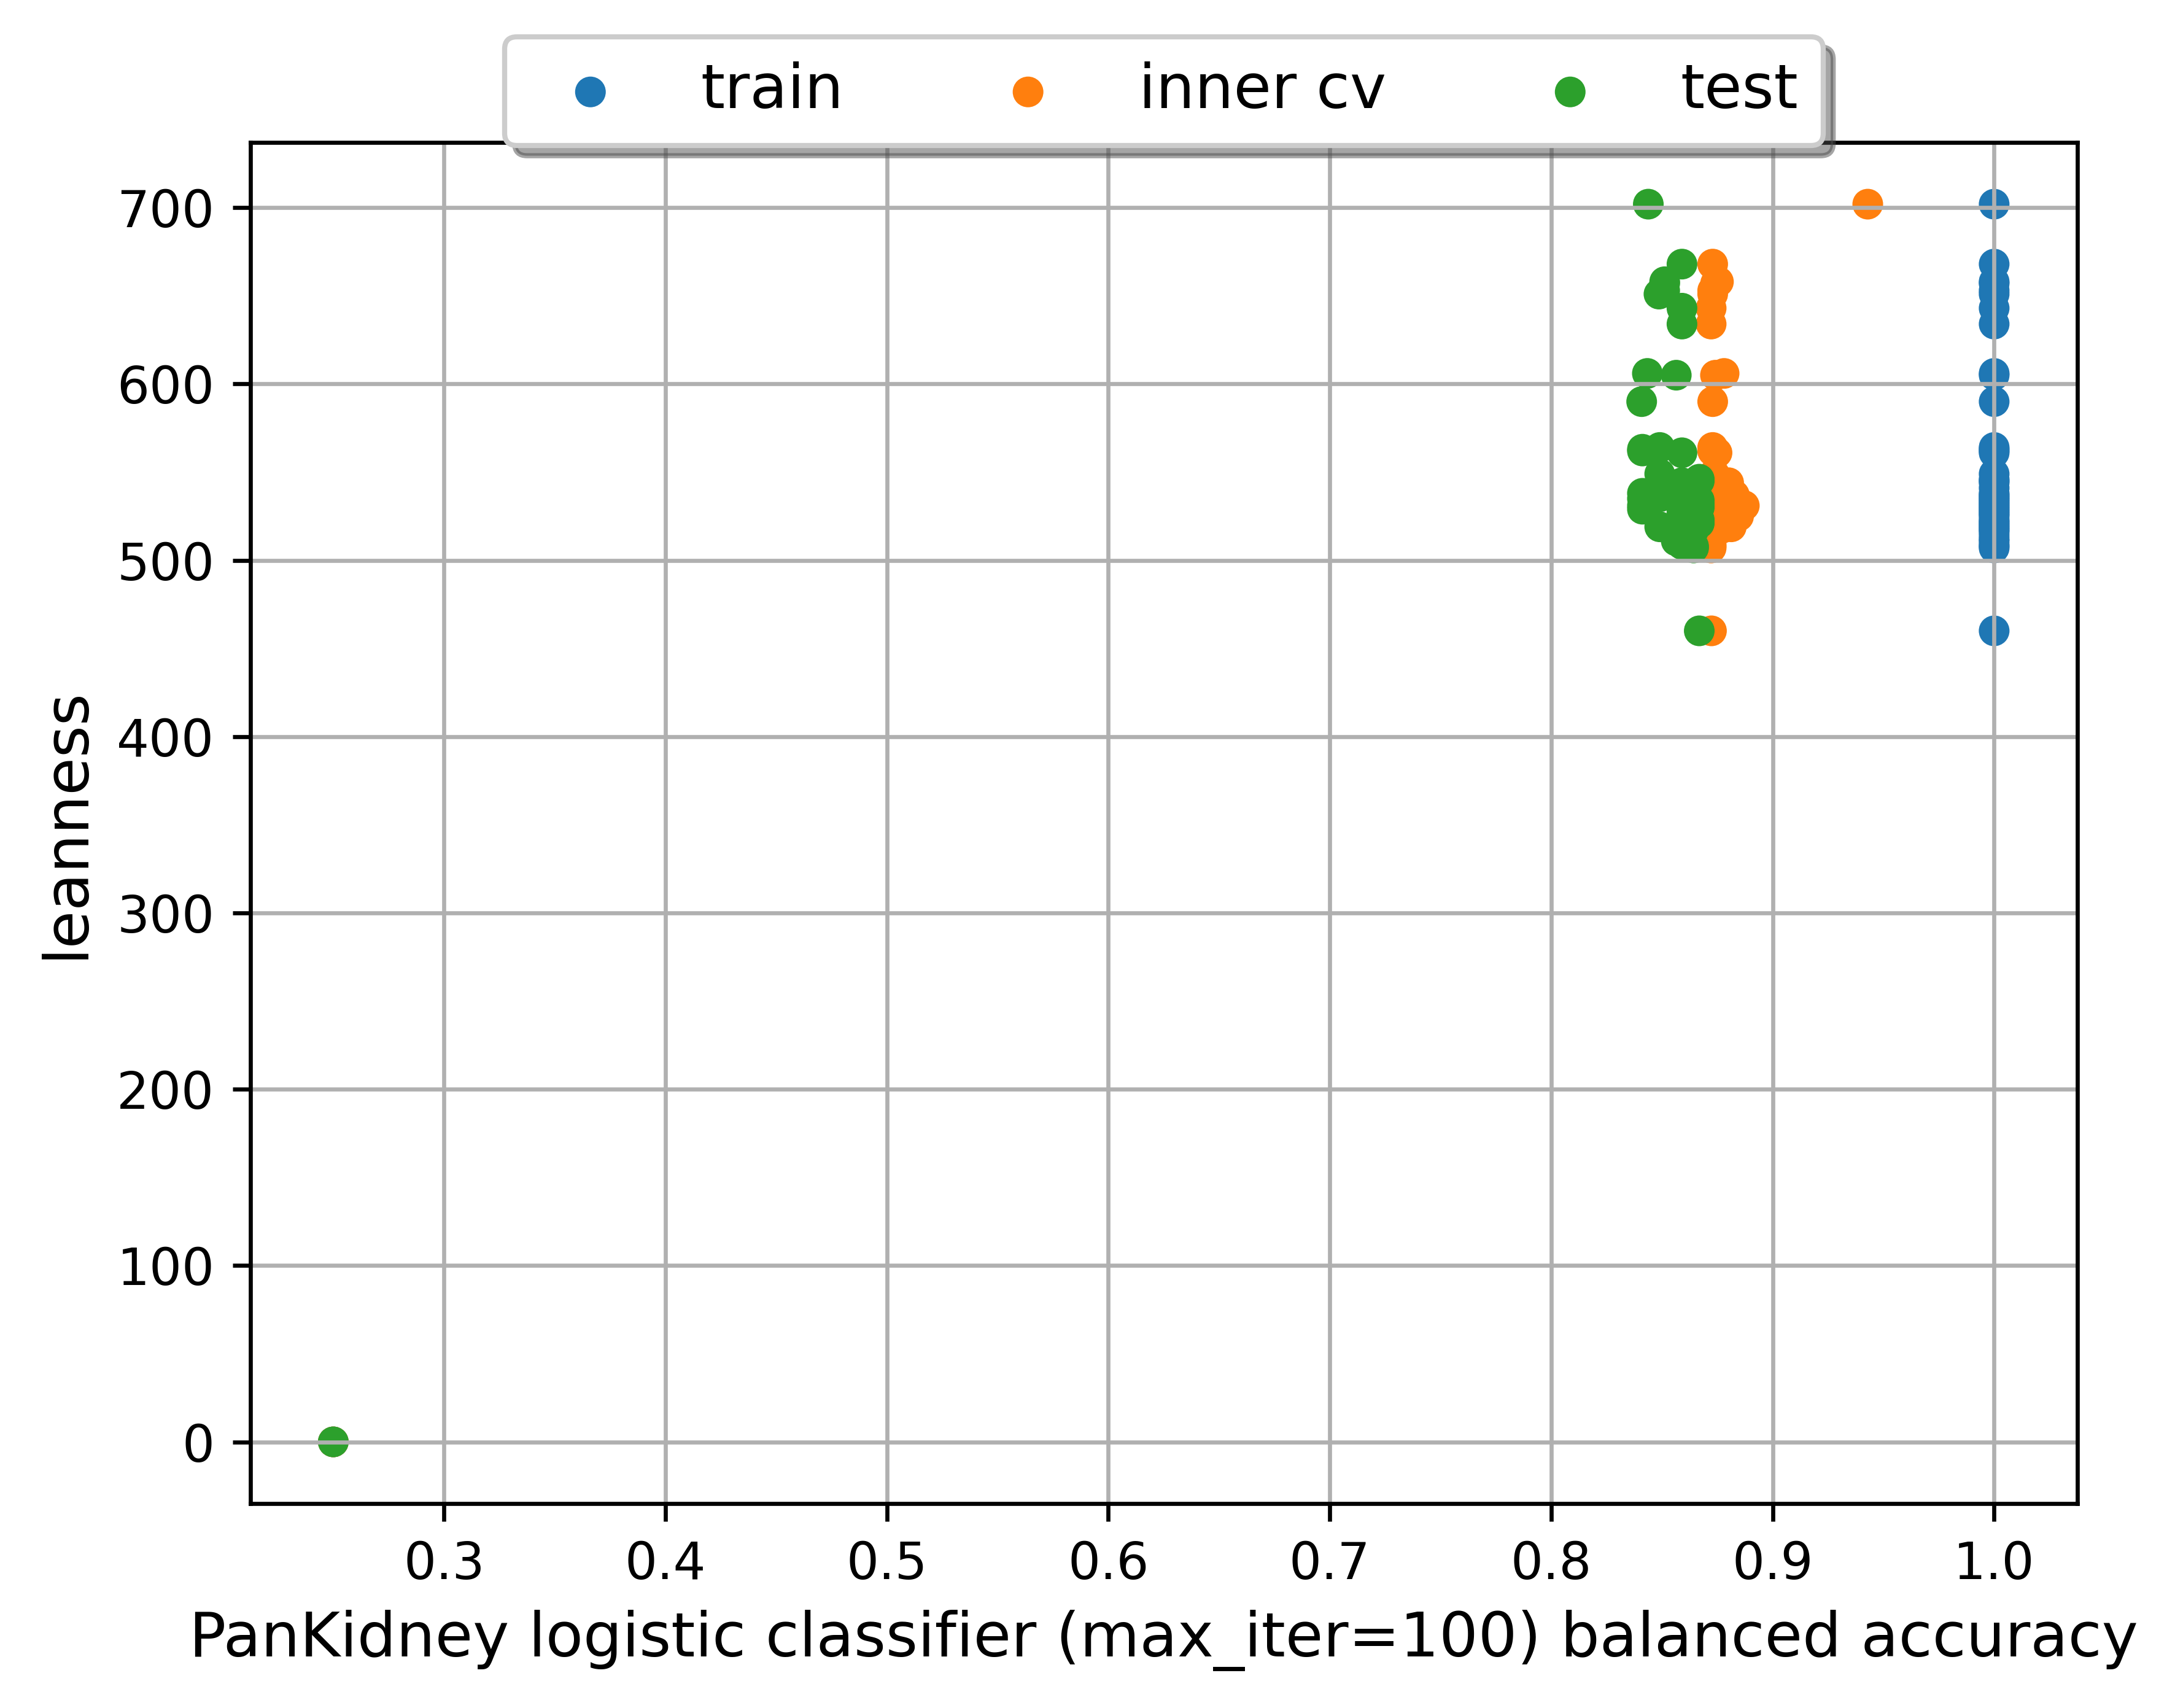 train inner cv test
700
600
500
400
300
200
100
0
leanness
0.3 0.4 0.5 0.6 0.7 0.8 0.9 1.0
PanKidney logistic classifier (max_iter=100) balanced accuracy